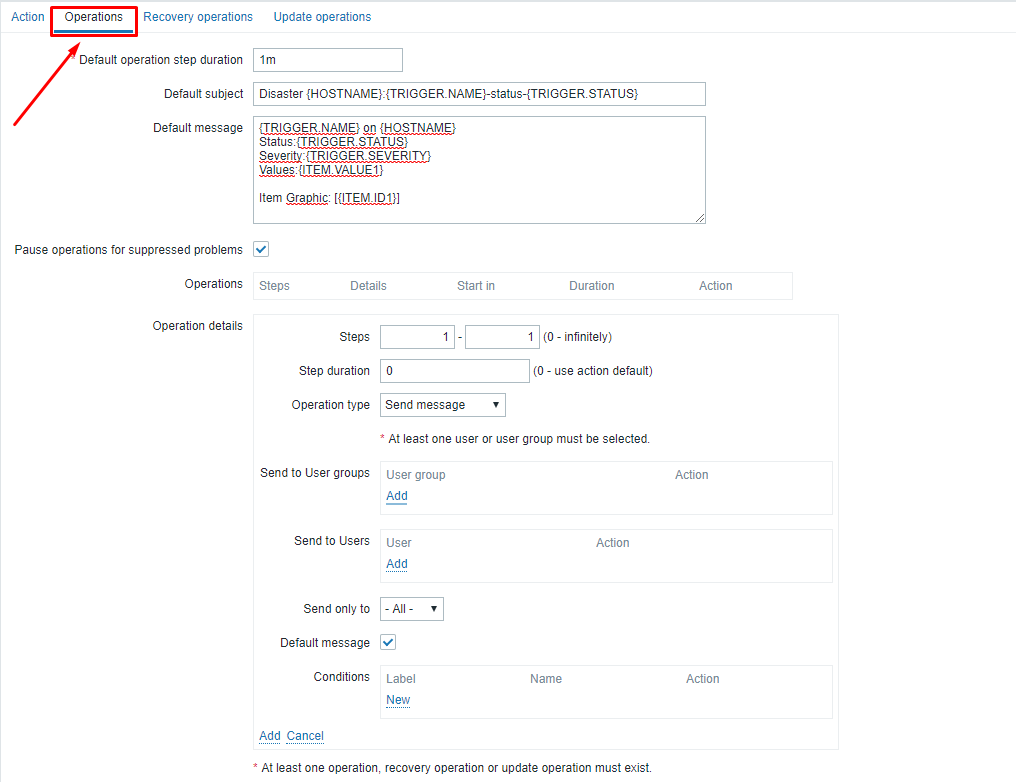 Action Operations Recovery operations Update operations
* Default operation step duration 1m
Default subject Disaster {HOSTNAME}:{TRIGGER.NAME}-status-{TRIGGER.STATUS}
Default message {TRIGGER.NAME} on {HOSTNAME}
Status:{TRIGGER.STATUS}
Severity:{TRIGGER.SEVERITY}
Values:{ITEM.VALUE1}
Item Graphic: [{ITEM.ID1}]
Pause operations for suppressed problems
Operations Steps Details Start in Duration Action
Operation details
Steps 1 - 1 (0 - infinitely)
Step duration 0 (0 - use action default)
Operation type Send message
* At least one user or user group must be selected.
Send to User groups User group Action
Add
Send to Users User Action
Add
Send only to - All -
Default message
Conditions Label Name Action
New
Add Cancel
* At least one operation, recovery operation or update operation must exist.